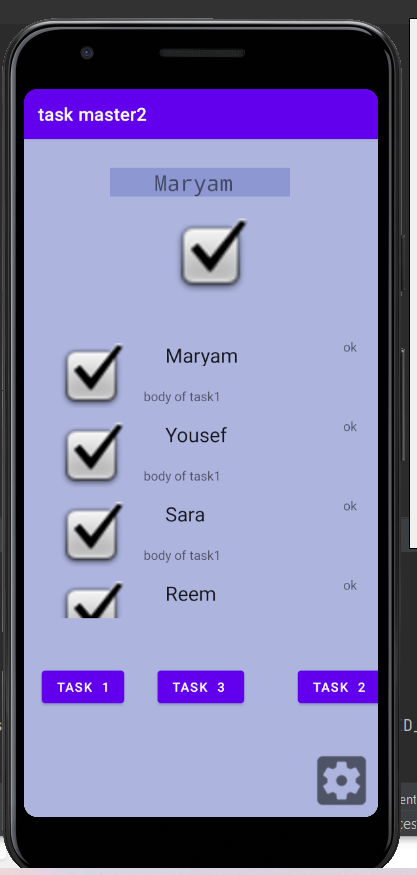 task master2
Maryam
Maryam
ok
body of task1
Yousef
ok
body of task1
Sara
ok
body of task1
Reem
ok
TASK 1
TASK 3
TASK 2